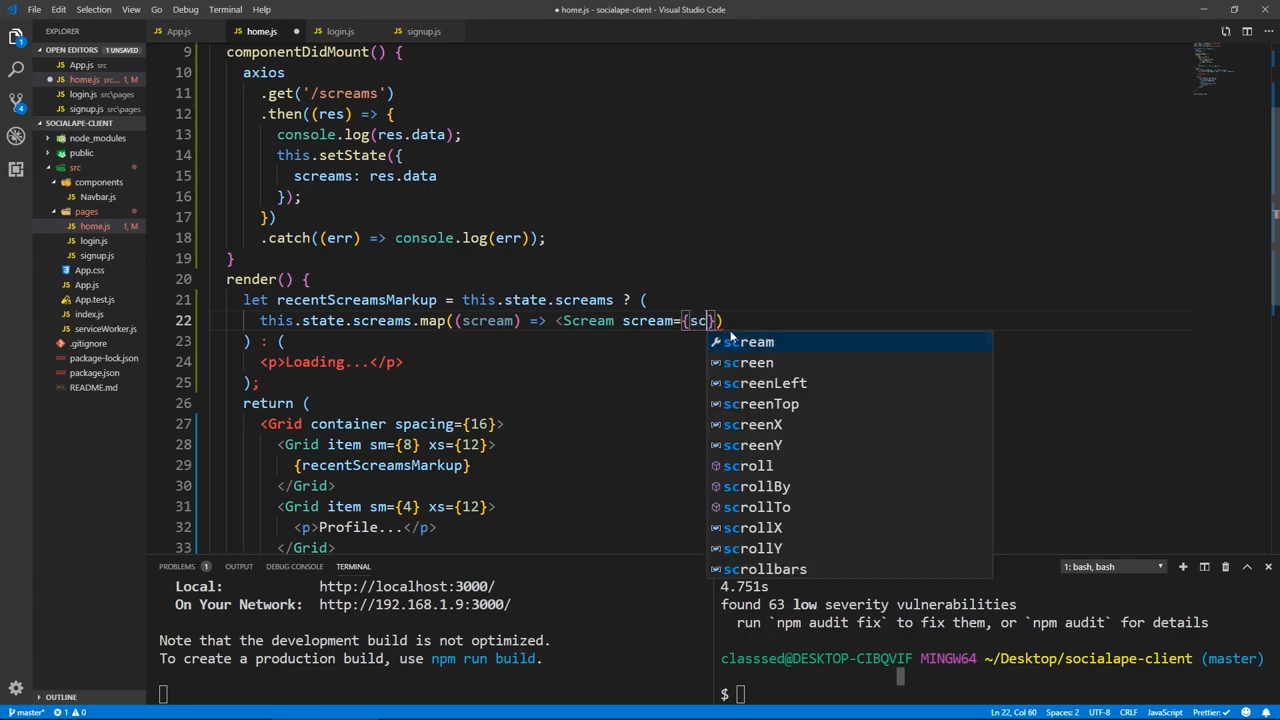 File Edit Selection View Go Debug Terminal Help
● home.js - socialape-client - Visual Studio Code
EXPLORER
OPEN EDITORS 1 UNSAVED
App.js src
home.js src... 1, M
login.js src\pages
signup.js src\pages
SOCIALAPE-CLIENT
node_modules
public
src
components
Navbar.js
pages
home.js 1, M
login.js
signup.js
App.css
App.js
App.test.js
index.js
serviceWorker.js
.gitignore
package-lock.json
package.json
README.md
OUTLINE
App.js home.js login.js signup.js
9 componentDidMount() {
10 axios
11 .get('/screams')
12 .then((res) => {
13 console.log(res.data);
14 this.setState({
15 screams: res.data
16 });
17 })
18 .catch((err) => console.log(err));
19 }
20 render() {
21 let recentScreamsMarkup = this.state.screams ? (
22 this.state.screams.map((scream) => <Scream scream={sc})
23 ) : (
24 <p>Loading...</p>
25 );
26 return (
27 <Grid container spacing={16}>
28 <Grid item sm={8} xs={12}>
29 {recentScreamsMarkup}
30 </Grid>
31 <Grid item sm={4} xs={12}>
32 <p>Profile...</p>
33 </Grid>
scream
screen
screenLeft
screenTop
screenX
screenY
scroll
scrollBy
scrollTo
scrollX
scrollY
scrollbars
PROBLEMS 1 OUTPUT DEBUG CONSOLE TERMINAL 1: bash, bash
Local: http://localhost:3000/
On Your Network: http://192.168.1.9:3000/
Note that the development build is not optimized.
To create a production build, use npm run build.
4.751s
found 63 low severity vulnerabilities
run `npm audit fix` to fix them, or `npm audit` for details
classsed@DESKTOP-CIBQVIF MINGW64 ~/Desktop/socialape-client (master)
$
master* 1 0 Ln 22, Col 60 Spaces: 2 UTF-8 CRLF JavaScript Prettier: ✓